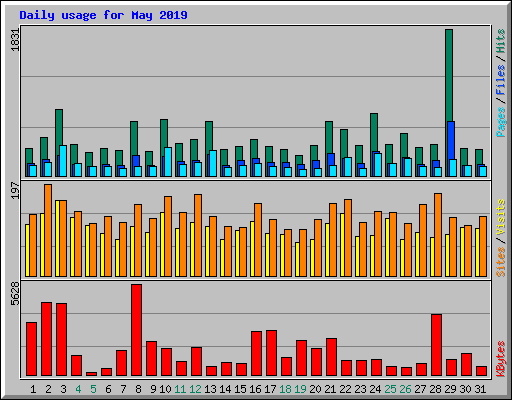 Daily usage for May 2019
1831
Pages / Files / Hits
197
Sites / Visits
5628
KBytes
1 2 3 4 5 6 7 8 9 10 11 12 13 14 15 16 17 18 19 20 21 22 23 24 25 26 27 28 29 30 31